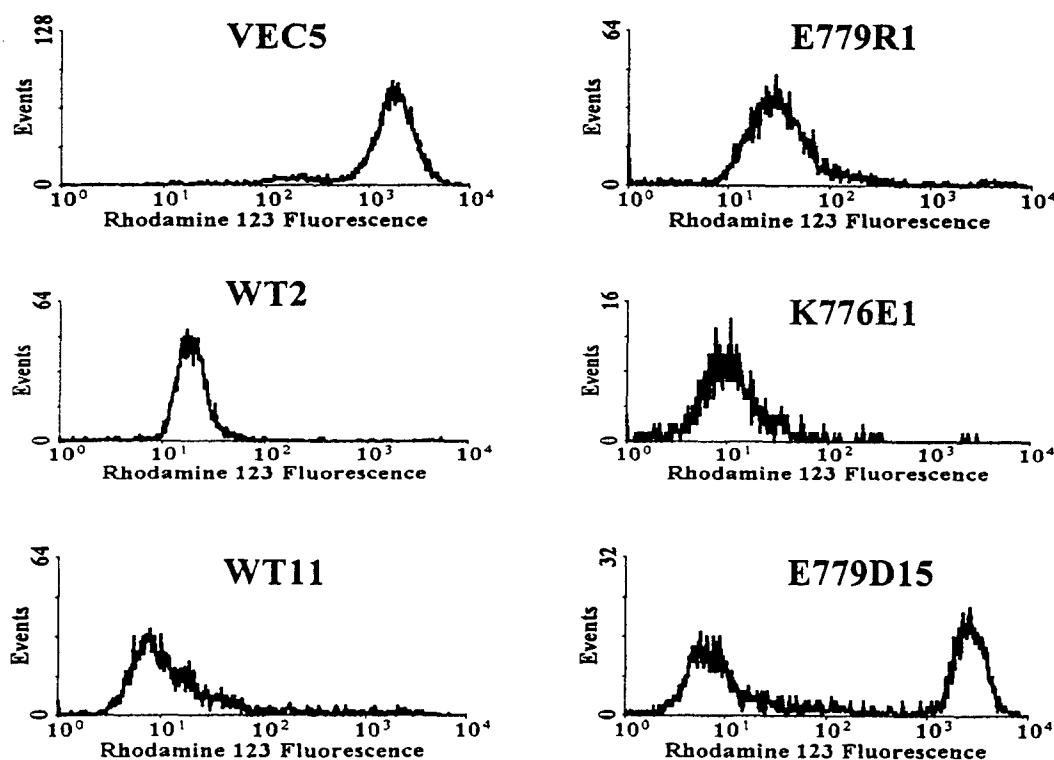 VEC5
128
Events
0
10⁰ 10¹ 10² 10³ 10⁴
Rhodamine 123 Fluorescence
E779R1
64
Events
0
10⁰ 10¹ 10² 10³ 10⁴
Rhodamine 123 Fluorescence
WT2
64
Events
0
10⁰ 10¹ 10² 10³ 10⁴
Rhodamine 123 Fluorescence
K776E1
16
Events
0
10⁰ 10¹ 10² 10³ 10⁴
Rhodamine 123 Fluorescence
WT11
64
Events
0
10⁰ 10¹ 10² 10³ 10⁴
Rhodamine 123 Fluorescence
E779D15
32
Events
0
10⁰ 10¹ 10² 10³ 10⁴
Rhodamine 123 Fluorescence